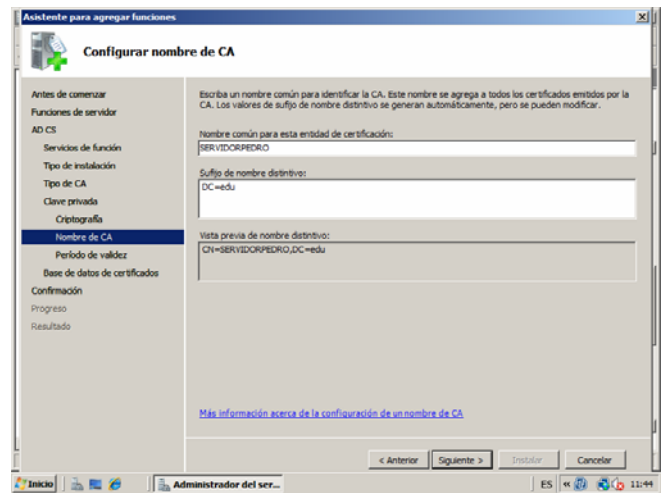 Asistente para agregar funciones
Configurar nombre de CA
Antes de comenzar
Funciones de servidor
AD CS
Servicios de función
Tipo de instalación
Tipo de CA
Clave privada
Criptografía
Nombre de CA
Período de validez
Base de datos de certificados
Confirmación
Progreso
Resultado
Escriba un nombre común para identificar la CA. Este nombre se agrega a todos los certificados emitidos por la
CA. Los valores de sufijo de nombre distintivo se generan automáticamente, pero se pueden modificar.
Nombre común para esta entidad de certificación:
SERVIDORPEDRO
Sufijo de nombre distintivo:
DC=edu
Vista previa de nombre distintivo:
CN=SERVIDORPEDRO,DC=edu
Más información acerca de la configuración de un nombre de CA
< Anterior
Siguiente >
Instalar
Cancelar
Inicio
Administrador del ser...
ES
«
11:44